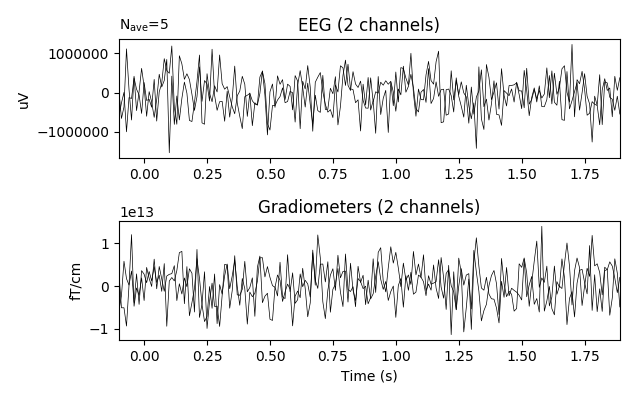 N_ave=5
EEG (2 channels)
1000000
0
−1000000
uV
0.00 0.25 0.50 0.75 1.00 1.25 1.50 1.75
1e13
Gradiometers (2 channels)
1
0
−1
fT/cm
0.00 0.25 0.50 0.75 1.00 1.25 1.50 1.75
Time (s)